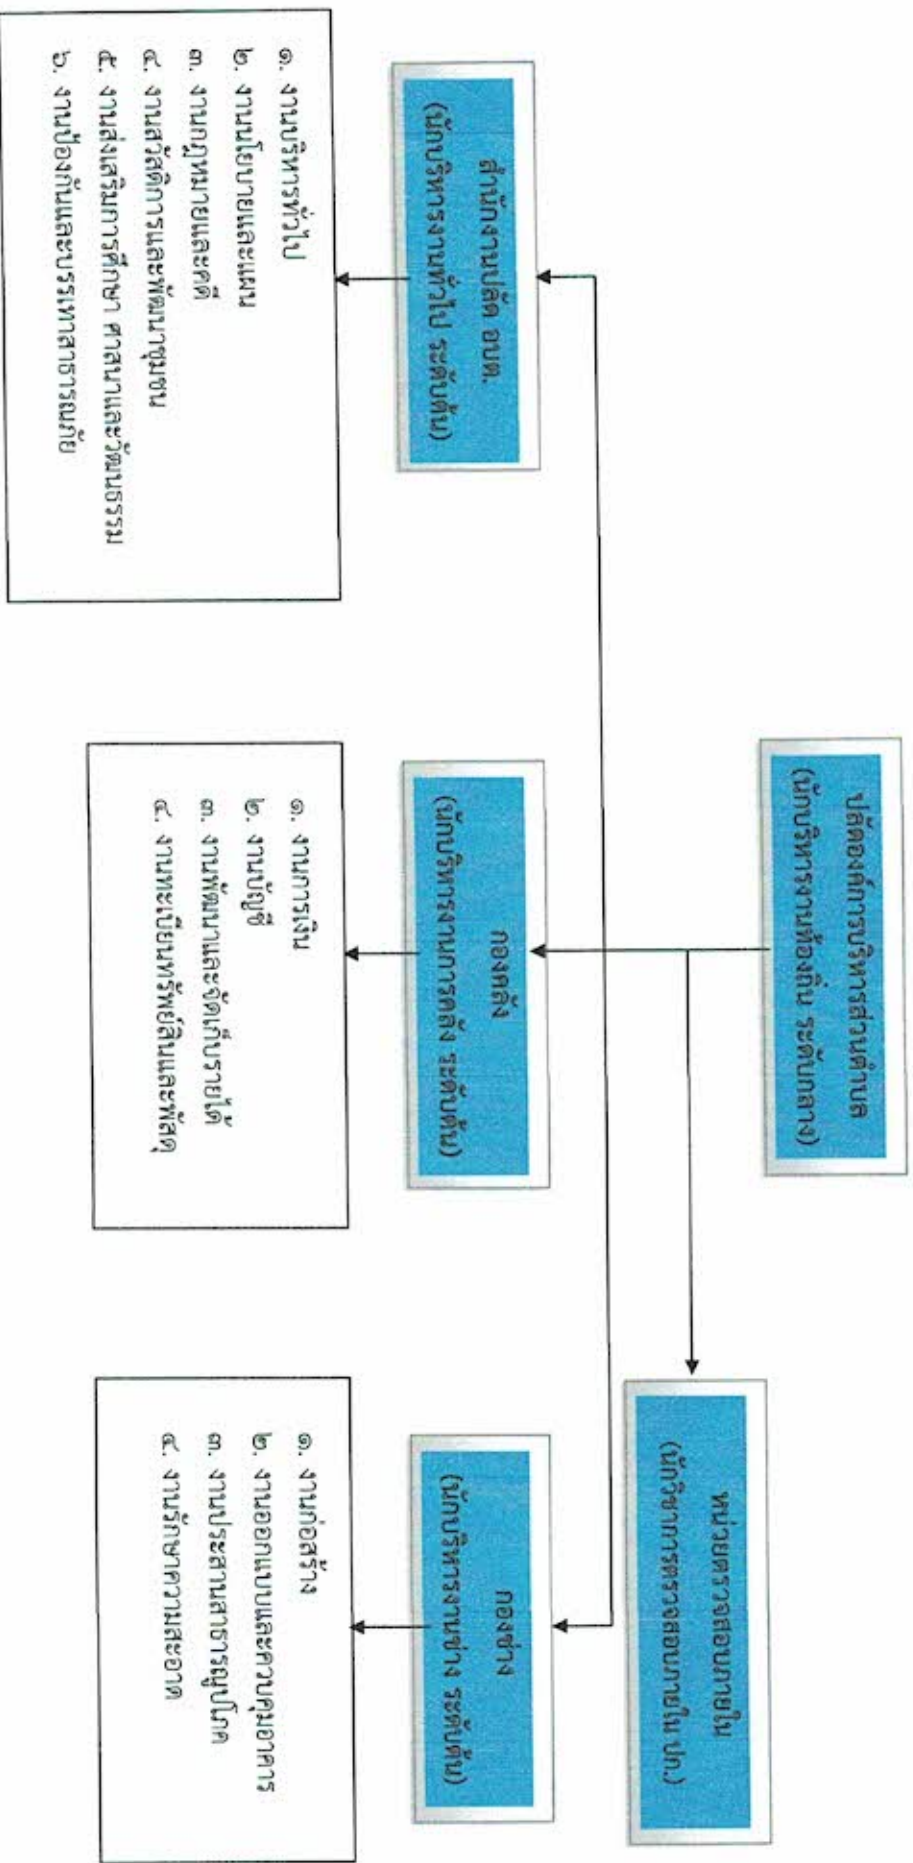 ปลัดองค์การบริหารส่วนตำบล
(นักบริหารงานท้องถิ่น ระดับกลาง)
หน่วยตรวจสอบภายใน
(นักวิชาการตรวจสอบภายใน ปก.)
สำนักงานปลัด อบต.
(นักบริหารงานทั่วไป ระดับต้น)
กองคลัง
(นักบริหารงานการคลัง ระดับต้น)
กองช่าง
(นักบริหารงานช่าง ระดับต้น)
๑. งานบริหารทั่วไป
๒. งานนโยบายและแผน
๓. งานกฎหมายและคดี
๔. งานสวัสดิการและพัฒนาชุมชน
๕. งานส่งเสริมการศึกษา ศาสนาและวัฒนธรรม
๖. งานป้องกันและบรรเทาสาธารณภัย
๑. งานการเงิน
๒. งานบัญชี
๓. งานพัฒนาและจัดเก็บรายได้
๔. งานทะเบียนทรัพย์สินและพัสดุ
๑. งานก่อสร้าง
๒. งานออกแบบและควบคุมอาคาร
๓. งานประสานสาธารณูปโภค
๔. งานรักษาความสะอาด